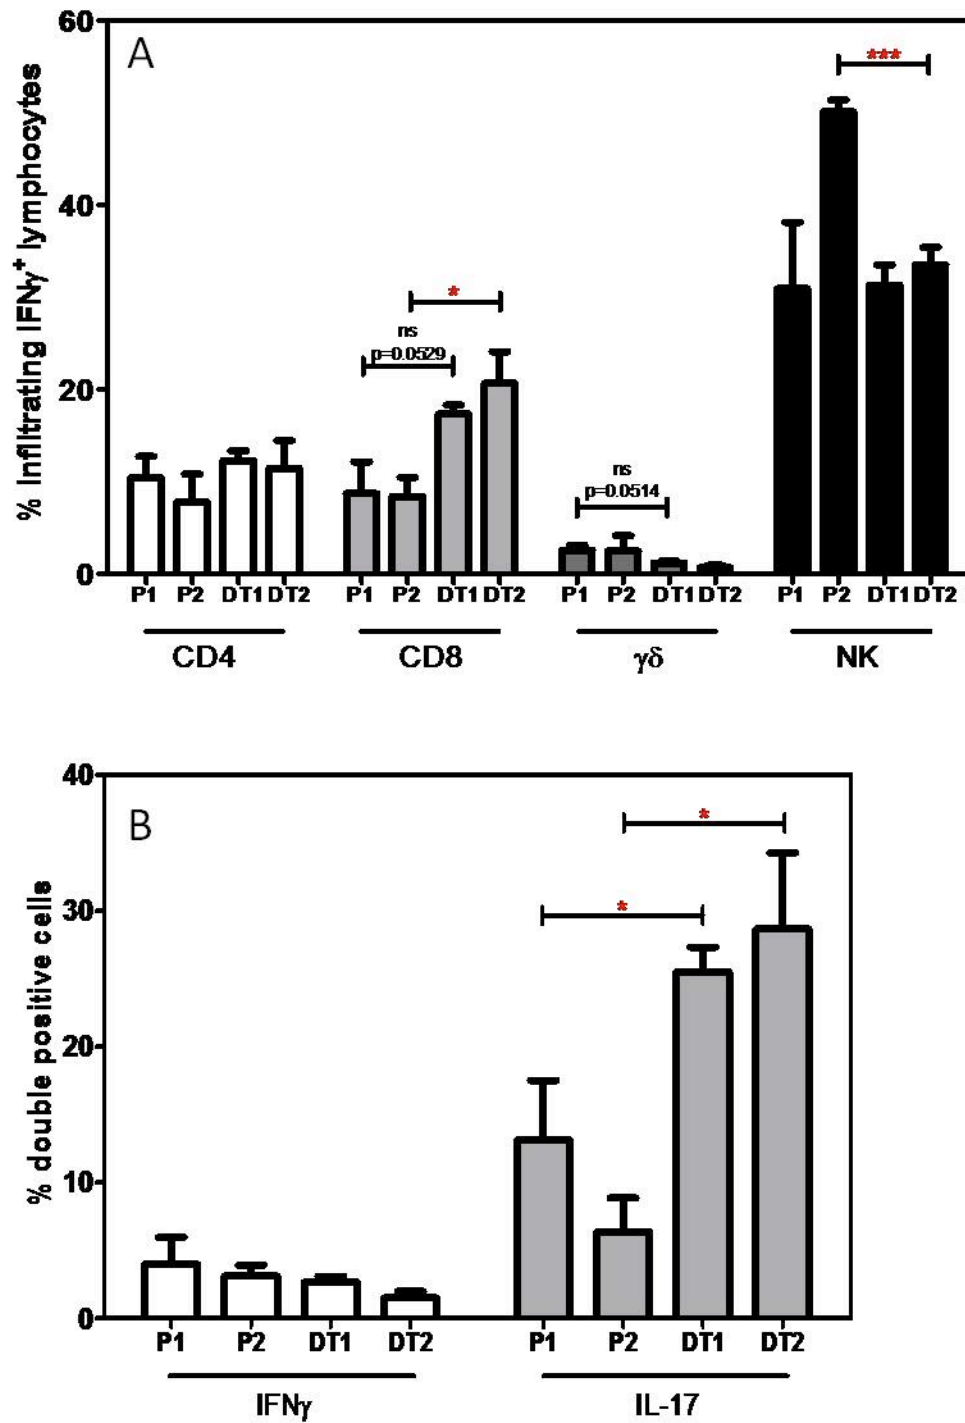 A
% Infiltrating IFNγ+ lymphocytes
60
40
20
0
***
*
ns
p=0.0529
ns
p=0.0514
P1 P2 DT1 DT2 P1 P2 DT1 DT2 P1 P2 DT1 DT2 P1 P2 DT1 DT2
CD4 CD8 γδ NK
B
% double positive cells
40
30
20
10
0
*
*
P1 P2 DT1 DT2 P1 P2 DT1 DT2
IFNγ IL-17